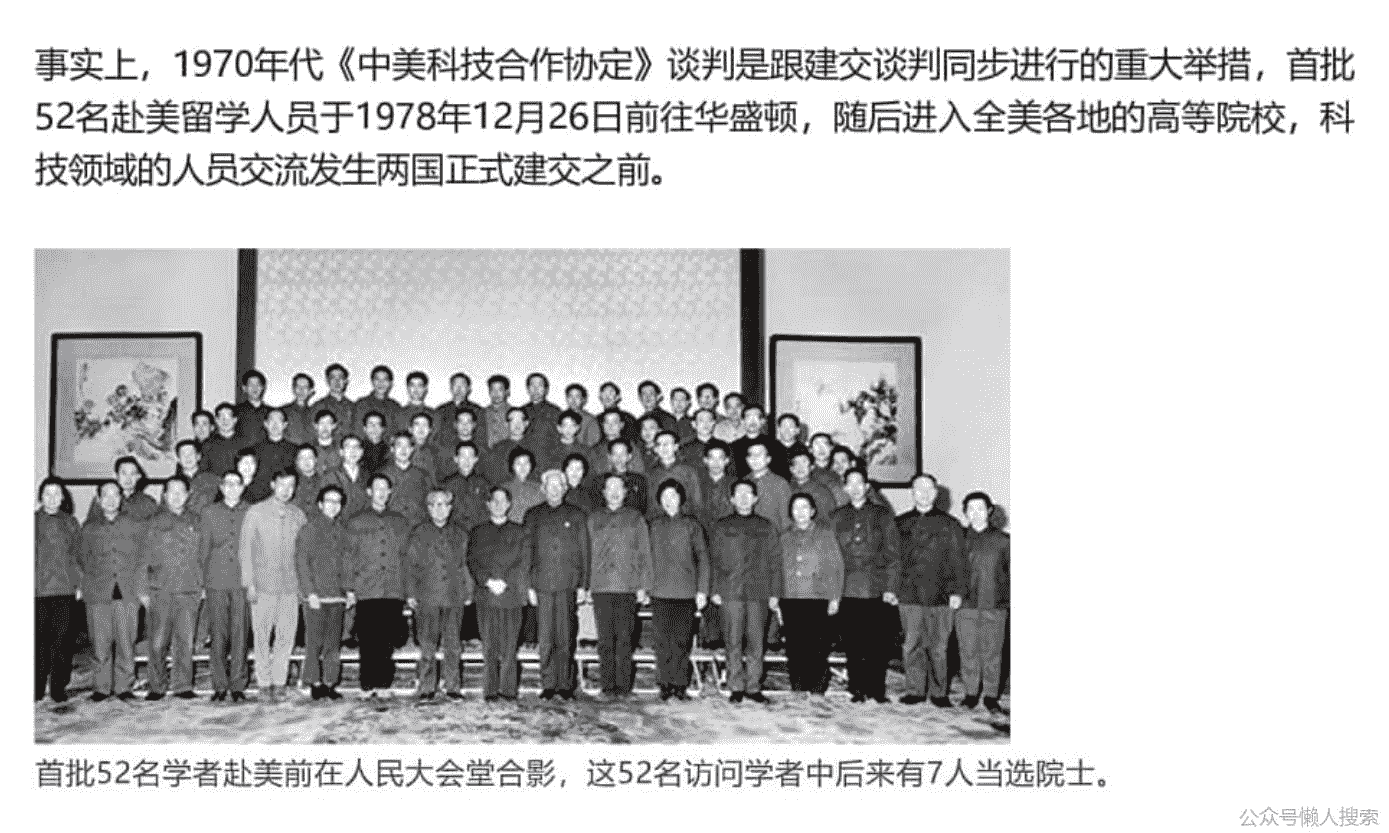 事实上，1970年代《中美科技合作协定》谈判是跟建交谈判同步进行的重大举措，首批
52名赴美留学人员于1978年12月26日前往华盛顿，随后进入全美各地的高等院校，科
技领域的人员交流发生两国正式建交之前。
首批52名学者赴美前在人民大会堂合影，这52名访问学者中后来有7人当选院士。
公众号懒人搜索